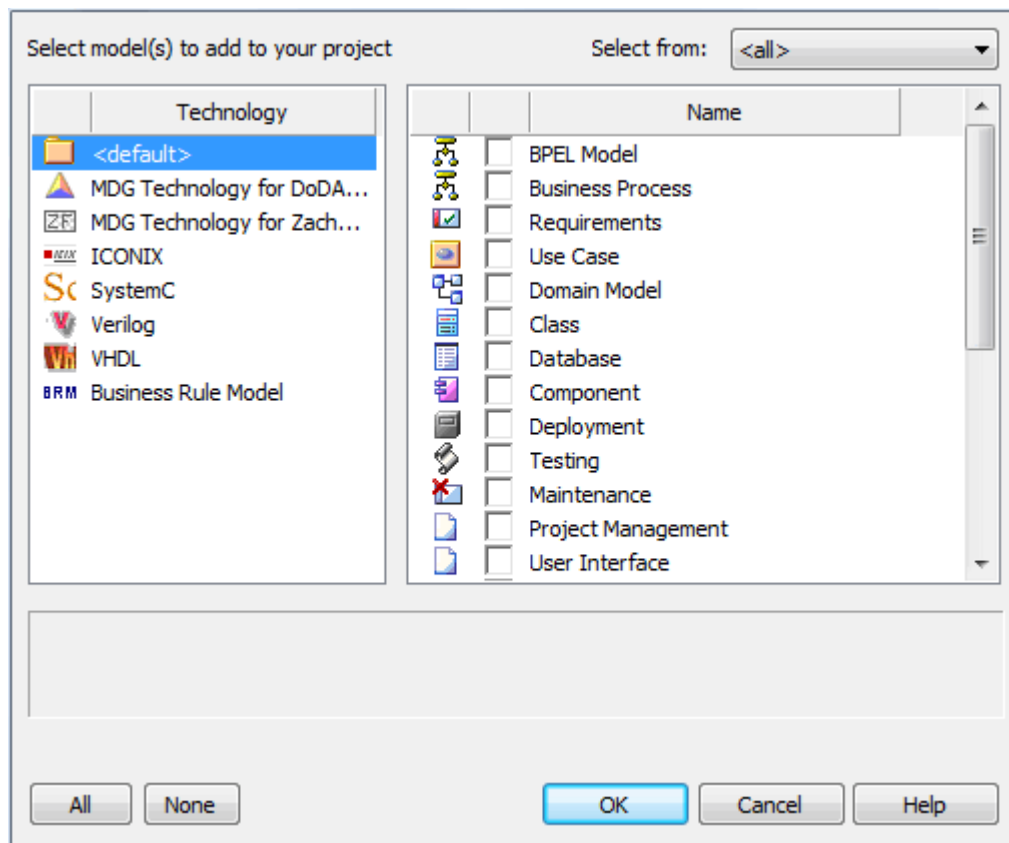 Select model(s) to add to your project
Select from: <all>
Technology
<default>
MDG Technology for DoDA...
MDG Technology for Zach...
ICONIX
SystemC
Verilog
VHDL
BRM Business Rule Model
Name
BPEL Model
Business Process
Requirements
Use Case
Domain Model
Class
Database
Component
Deployment
Testing
Maintenance
Project Management
User Interface
All None OK Cancel Help